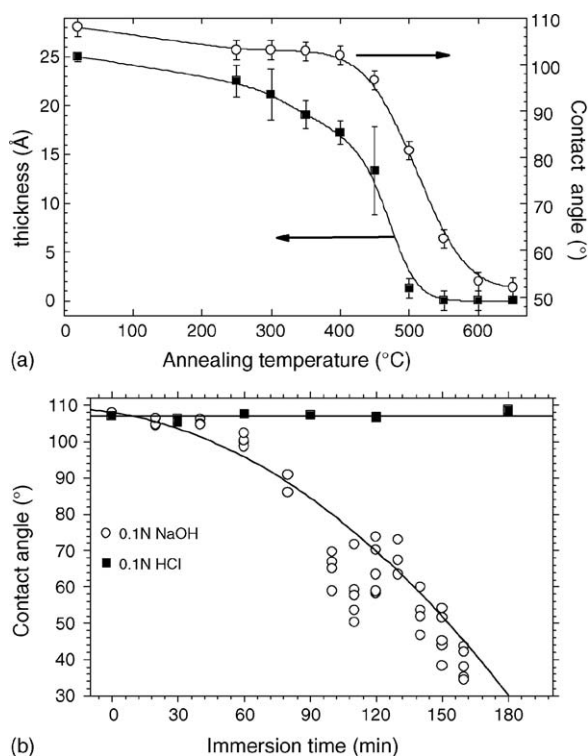 110
25
100
20
90
15
80
10
70
5
60
0
50
thickness (Å)
Contact angle (°)
0 100 200 300 400 500 600
(a) Annealing temperature (°C)
110
100
90
80
70
60
50
40
30
Contact angle (°)
0.1N NaOH
0.1N HCl
0 30 60 90 120 150 180
(b) Immersion time (min)